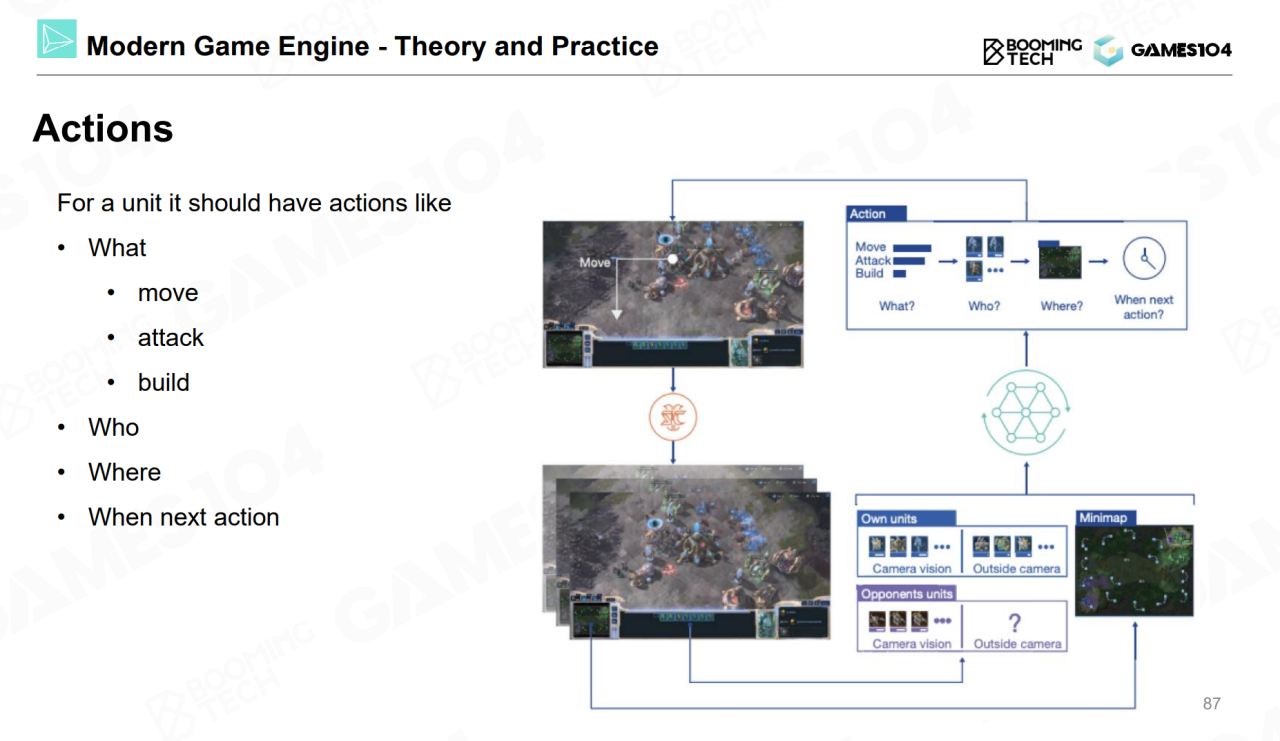 Modern Game Engine - Theory and Practice
BOOMING
TECH
GAMES104
Actions
For a unit it should have actions like
• What
• move
• attack
• build
• Who
• Where
• When next action
Move
Action
Move
Attack
Build
What?
Who?
Where?
When next
action?
Own units
Camera vision
Outside camera
Opponents units
Camera vision
?
Outside camera
Minimap
87